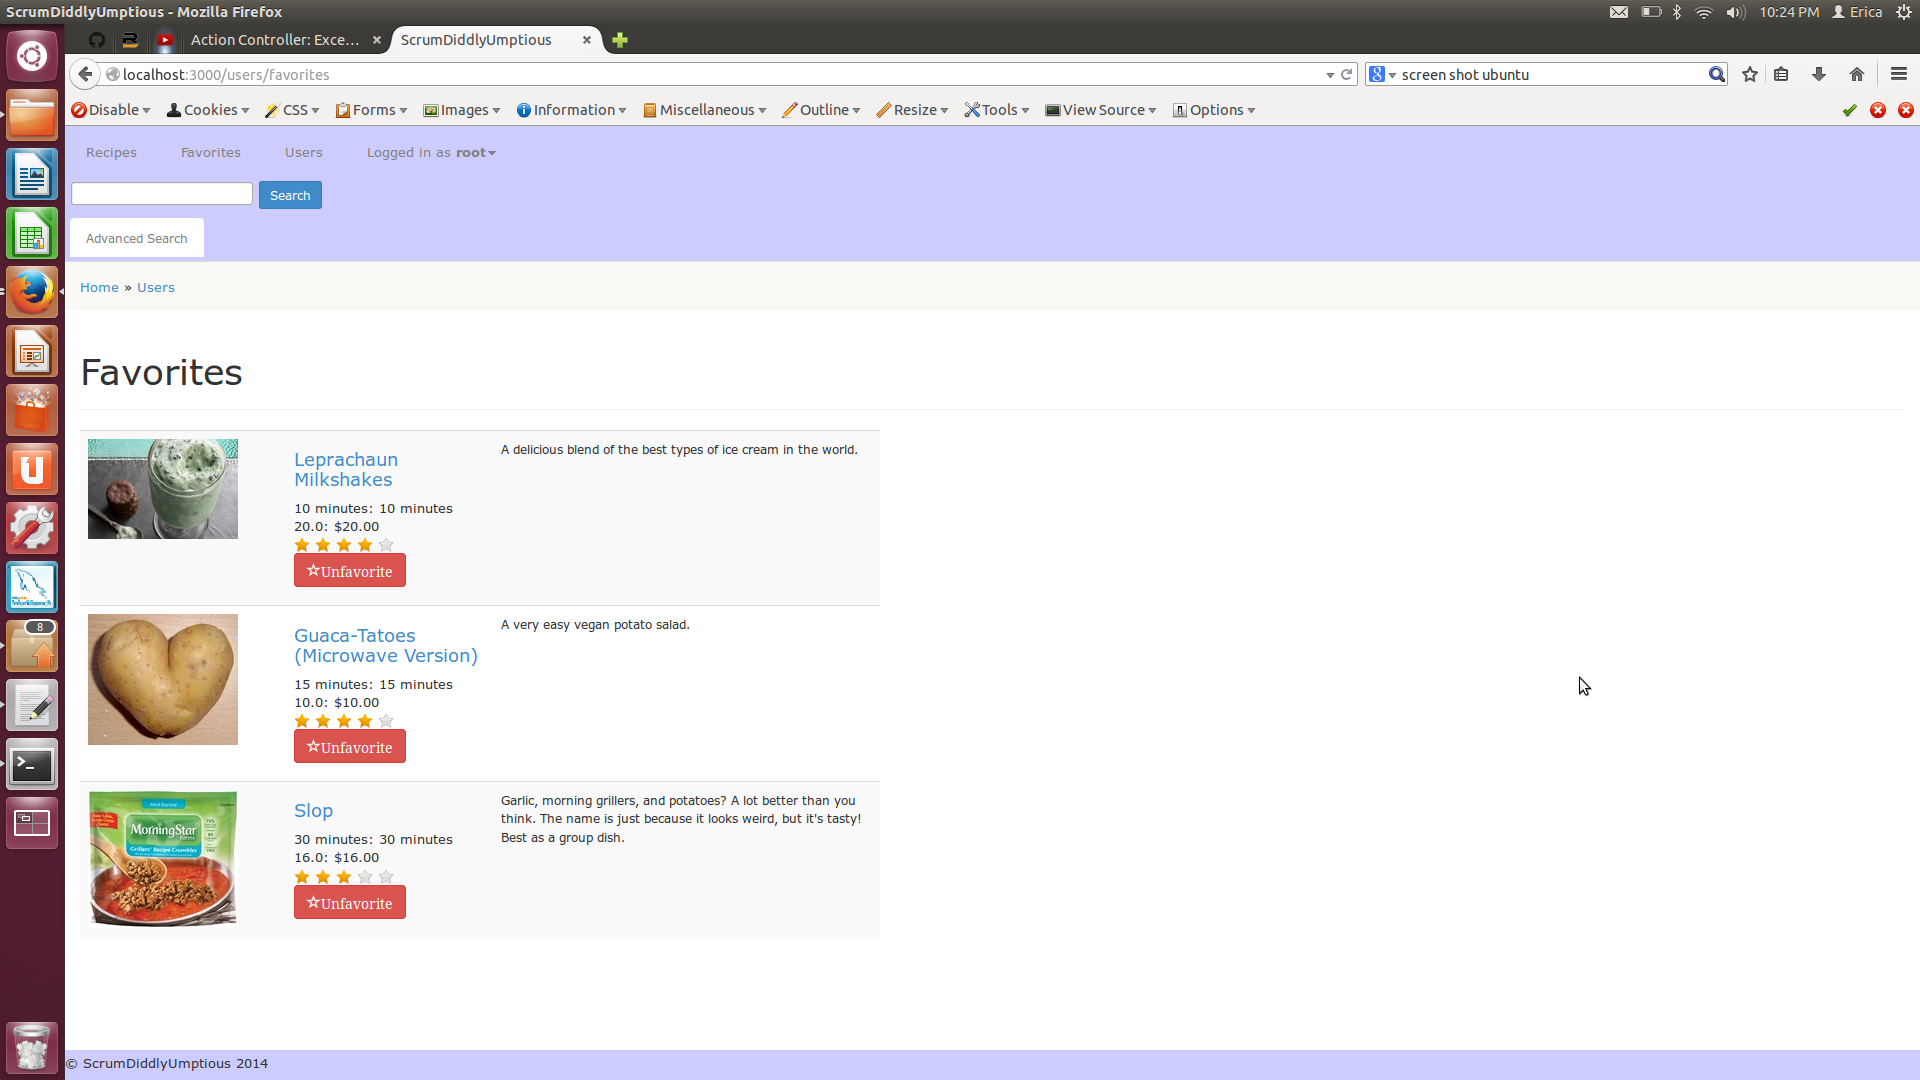 ScrumDiddlyUmptious - Mozilla Firefox
10:24 PM
Erica
Action Controller: Exce...
ScrumDiddlyUmptious
localhost:3000/users/favorites
screen shot ubuntu
Disable Cookies CSS Forms Images Information Miscellaneous Outline Resize Tools View Source Options
Recipes Favorites Users Logged in as root
Search
Advanced Search
Home » Users
Favorites
Leprachaun
Milkshakes
10 minutes: 10 minutes
20.0: $20.00
Unfavorite
A delicious blend of the best types of ice cream in the world.
Guaca-Tatoes
(Microwave Version)
15 minutes: 15 minutes
10.0: $10.00
Unfavorite
A very easy vegan potato salad.
MorningStar
Farms
Grillers' Recipe Crumbles
Slop
30 minutes: 30 minutes
16.0: $16.00
Unfavorite
Garlic, morning grillers, and potatoes? A lot better than you
think. The name is just because it looks weird, but it's tasty!
Best as a group dish.
8
© ScrumDiddlyUmptious 2014